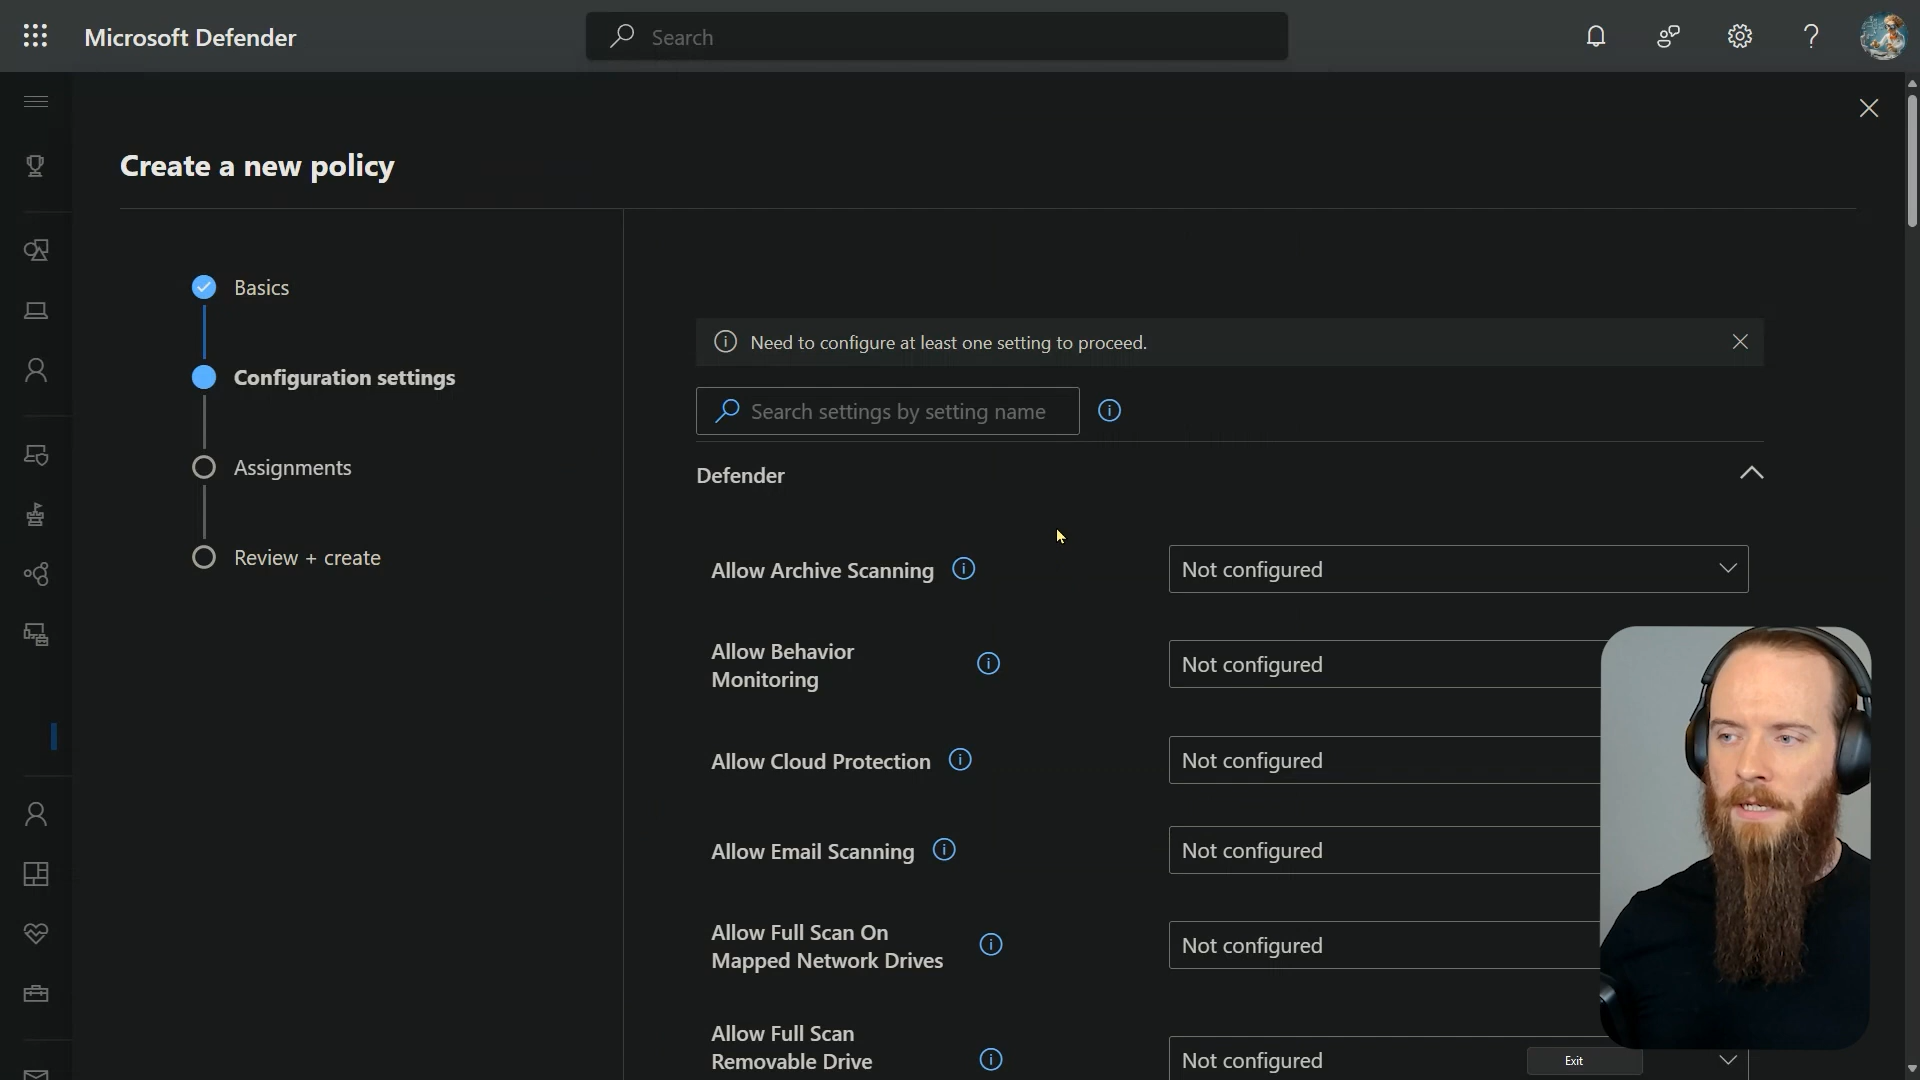 Microsoft Defender
Search
Create a new policy
Basics
Configuration settings
Assignments
Review + create
Need to configure at least one setting to proceed.
Search settings by setting name
Defender
Allow Archive Scanning
Not configured
Allow Behavior
Monitoring
Not configured
Allow Cloud Protection
Not configured
Allow Email Scanning
Not configured
Allow Full Scan On
Mapped Network Drives
Not configured
Allow Full Scan
Removable Drive
Not configured
Exit